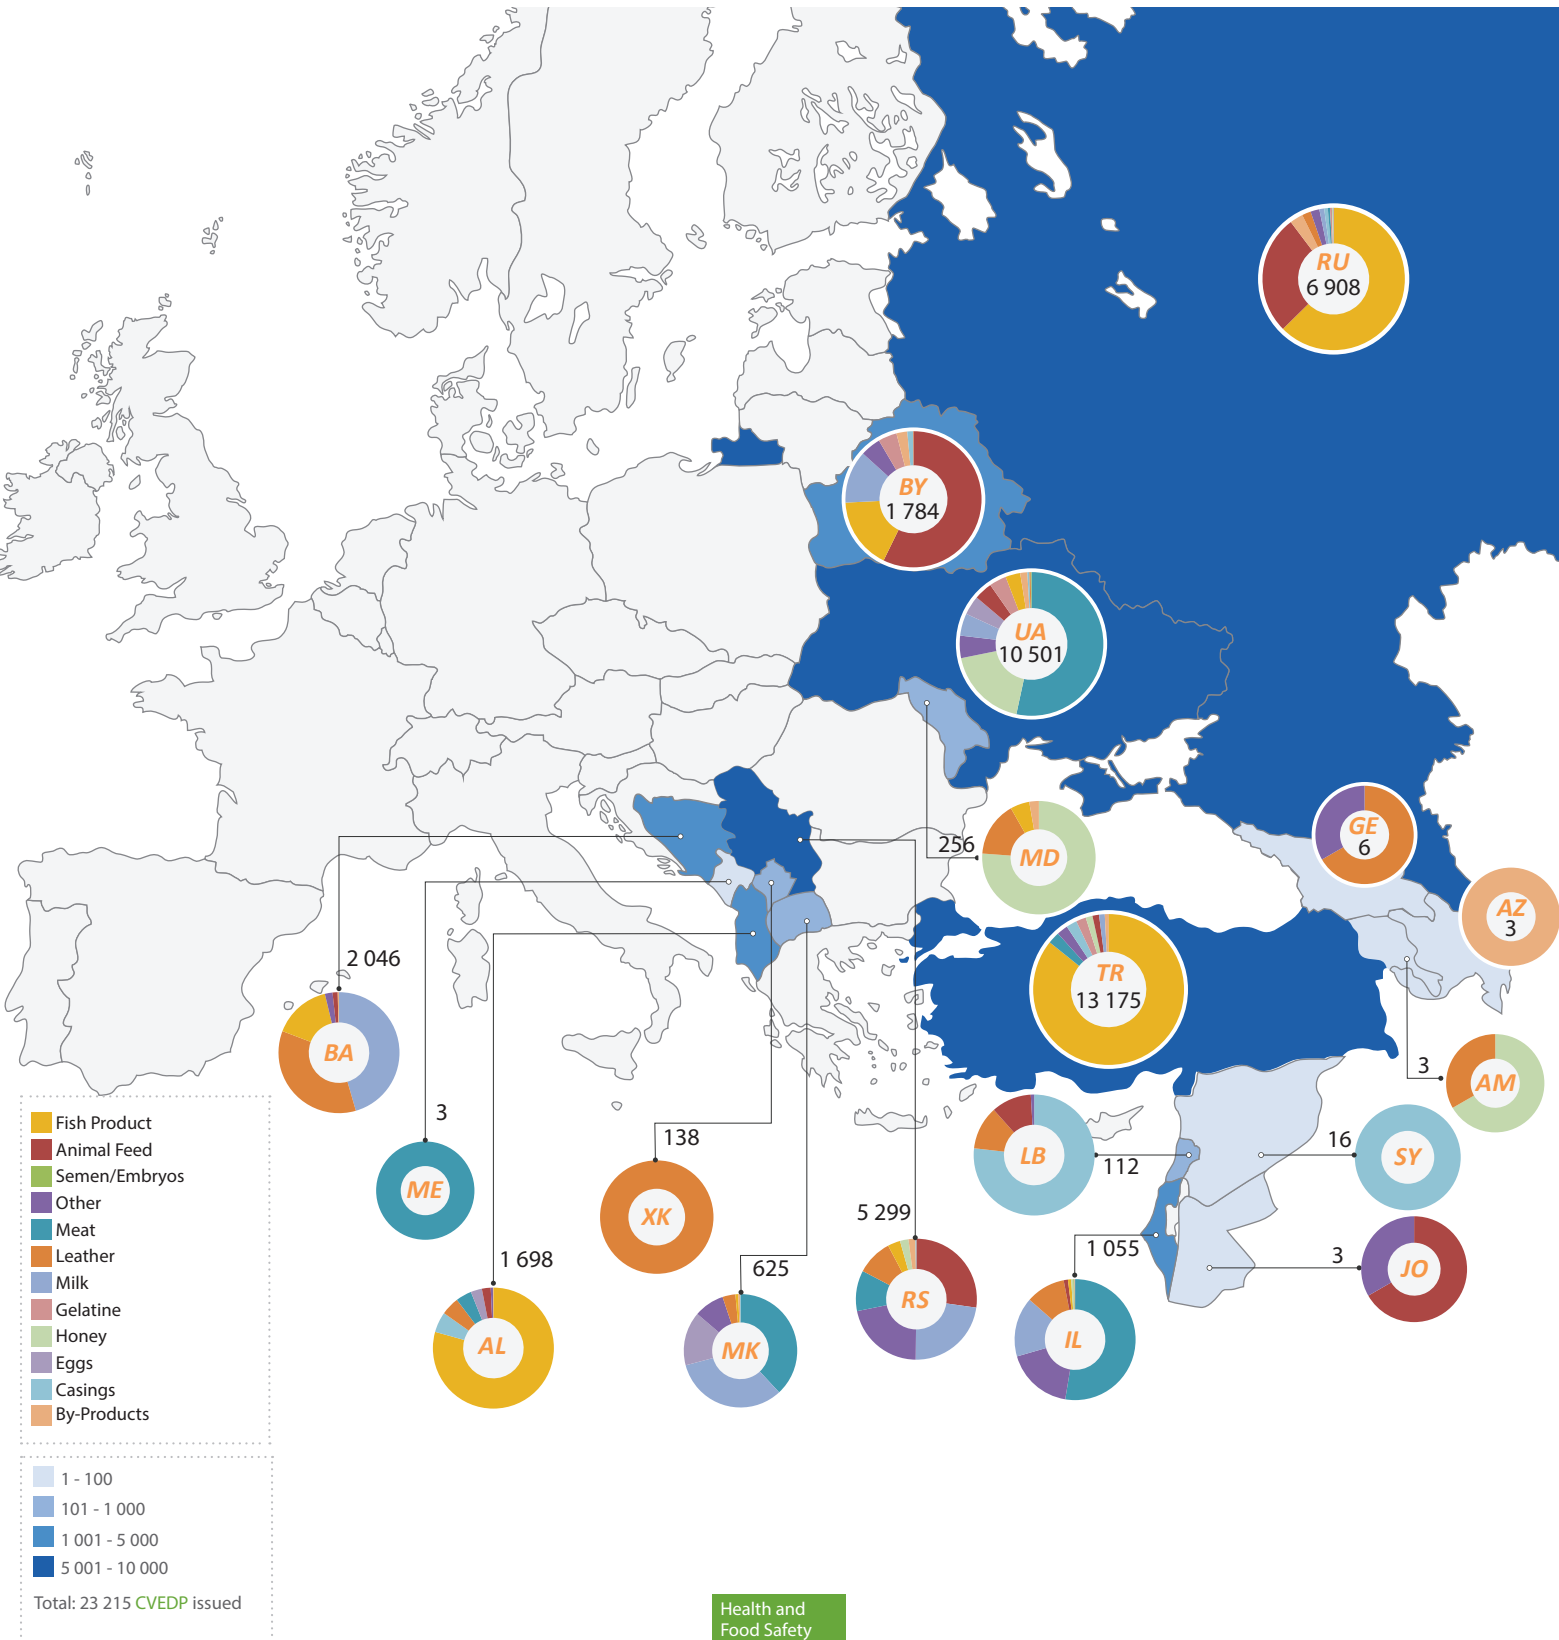 RU
6 908
BY
1 784
UA
10 501
256
MD
GE
6
AZ
3
TR
13 175
2 046
BA
3
ME
138
XK
3
AM
LB
112
16
SY
5 299
RS
1 055
IL
3
JO
1 698
AL
625
MK
Fish Product
Animal Feed
Semen/Embryos
Other
Meat
Leather
Milk
Gelatine
Honey
Eggs
Casings
By-Products
1 - 100
101 - 1 000
1 001 - 5 000
5 001 - 10 000
Total: 23 215 CVEDP issued
Health and
Food Safety